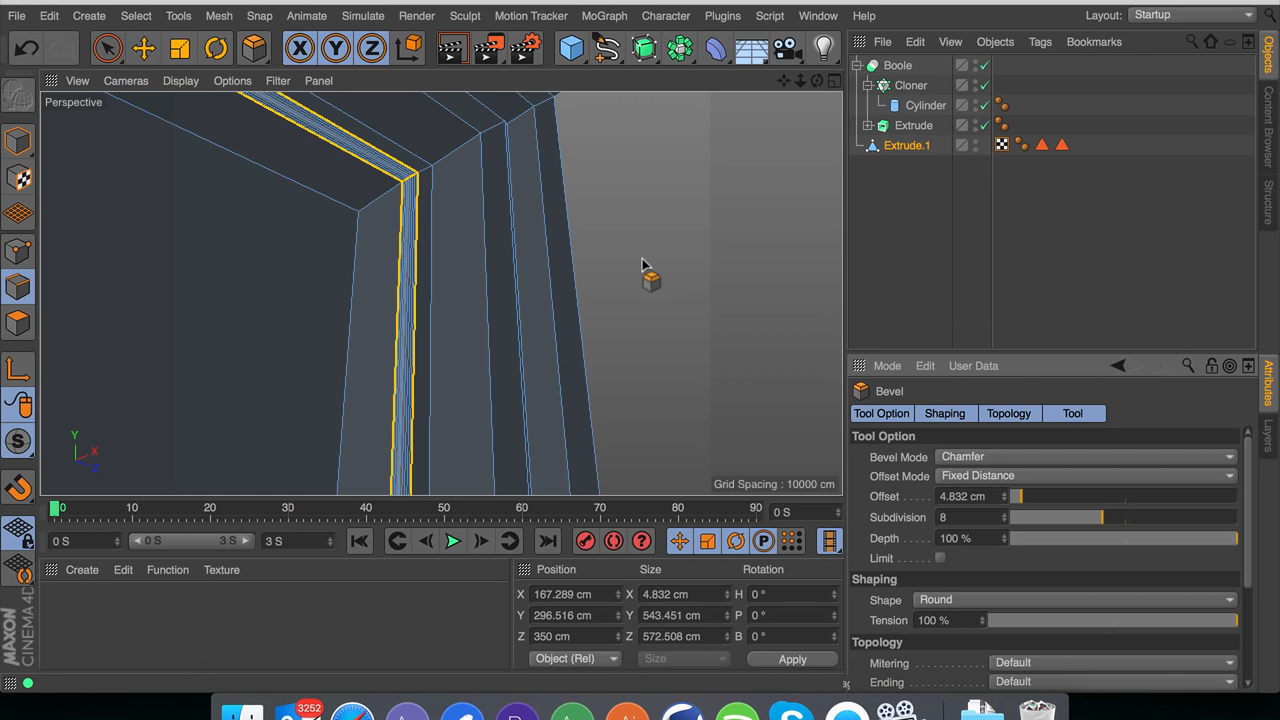 File Edit Create Select Tools Mesh Snap Animate Simulate Render Sculpt Motion Tracker MoGraph Character Plugins Script Window Help Layout: Startup
X Y Z
File Edit View Objects Tags Bookmarks
View Cameras Display Options Filter Panel
Perspective
Boole
Cloner
Cylinder
Extrude
Extrude.1
Objects
Content Browser
Structure
Mode Edit User Data
Bevel
Tool Option Shaping Topology Tool
Tool Option
Bevel Mode Chamfer
Offset Mode Fixed Distance
Offset 4.832 cm
Subdivision 8
Depth 100 %
Limit
Shaping
Shape Round
Tension 100 %
Topology
Mitering Default
Ending Default
Attributes
Layers
Y
X
Z
Grid Spacing : 10000 cm
0 10 20 30 40 50 60 70 80 90 0 S
0 S 0 S 3 S 3 S
Create Edit Function Texture
Position Size Rotation
X 167.289 cm X 4.832 cm H 0 °
Y 296.516 cm Y 543.451 cm P 0 °
Z 350 cm Z 572.508 cm B 0 °
Object (Rel) Size Apply
MAXON
CINEMA 4D
3252